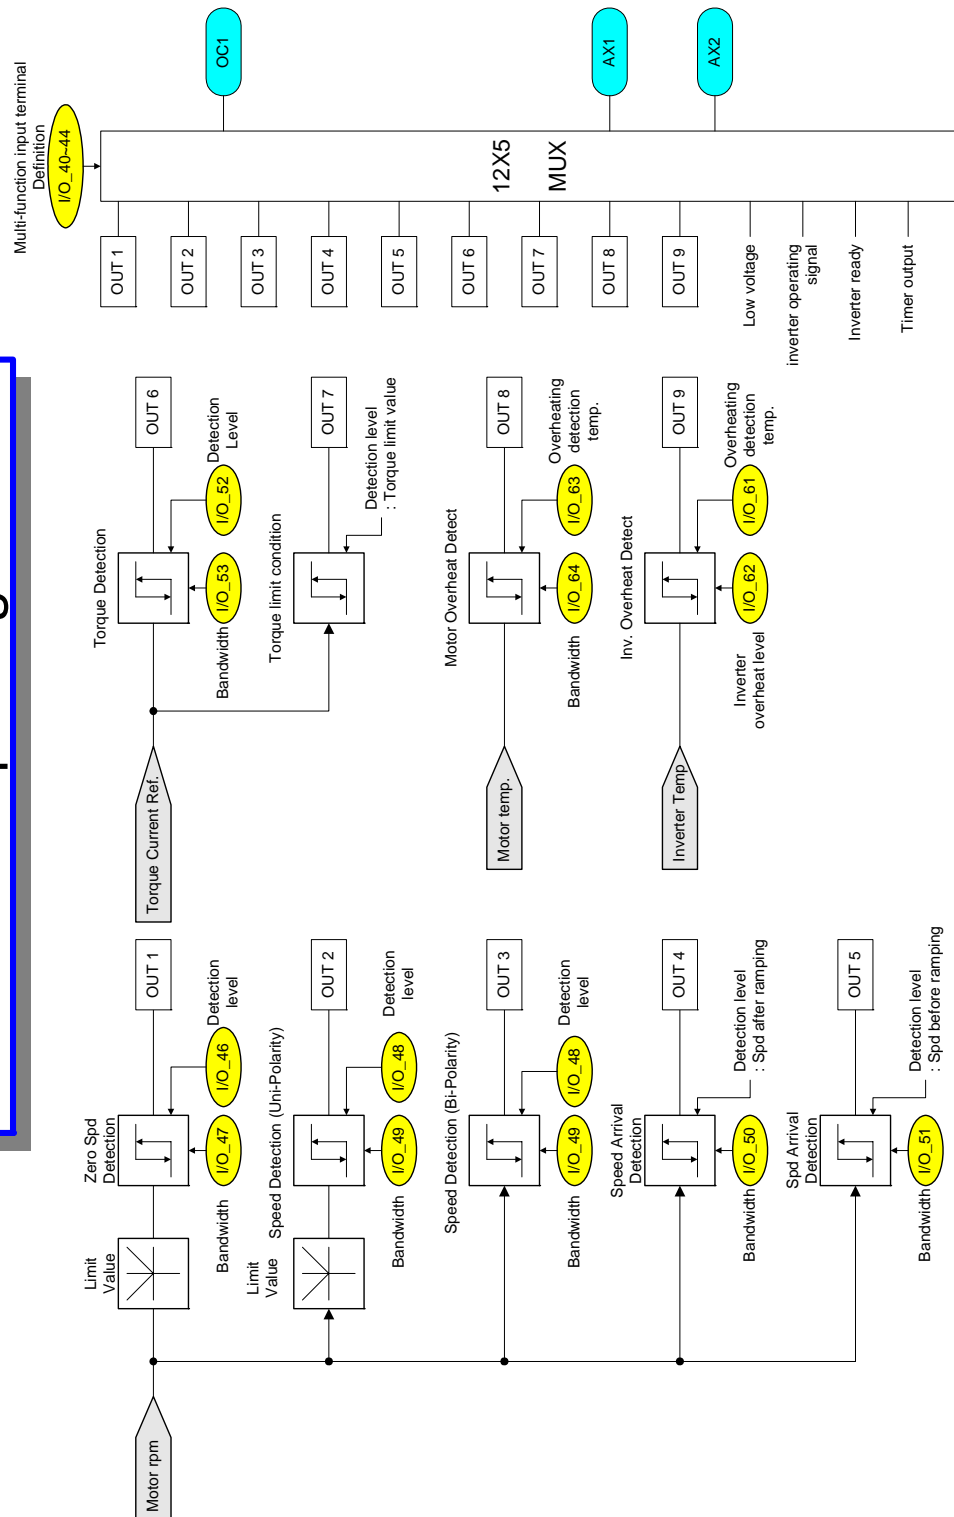 Motor rpm
Limit
Value
Zero Spd
Detection
Bandwidth
I/O_47
I/O_46
Detection
level
OUT 1
Limit
Value
Speed Detection (Uni-Polarity)
Bandwidth
I/O_49
I/O_48
Detection
level
OUT 2
Speed Detection (Bi-Polarity)
Bandwidth
I/O_49
I/O_48
Detection
level
OUT 3
Speed Arrival
Detection
Bandwidth
I/O_50
Detection level
: Spd after ramping
OUT 4
Spd Arrival
Detection
Bandwidth
I/O_51
Detection level
: Spd before ramping
OUT 5
Torque Current Ref.
Torque Detection
Bandwidth
I/O_53
I/O_52
Detection
Level
OUT 6
Torque limit condition
Detection level
: Torque limit value
OUT 7
Motor temp.
Motor Overheat Detect
Bandwidth
I/O_64
I/O_63
Overheating
detection
temp.
OUT 8
Inverter Temp
Inv. Overheat Detect
Inverter
overheat level
I/O_62
I/O_61
Overheating
detection
temp.
OUT 9
Multi-function input terminal
Definition
I/O_40~44
OUT 1
OUT 2
OUT 3
OUT 4
OUT 5
OUT 6
OUT 7
OUT 8
OUT 9
Low voltage
inverter operating
signal
Inverter ready
Timer output
12X5
MUX
OC1
AX1
AX2